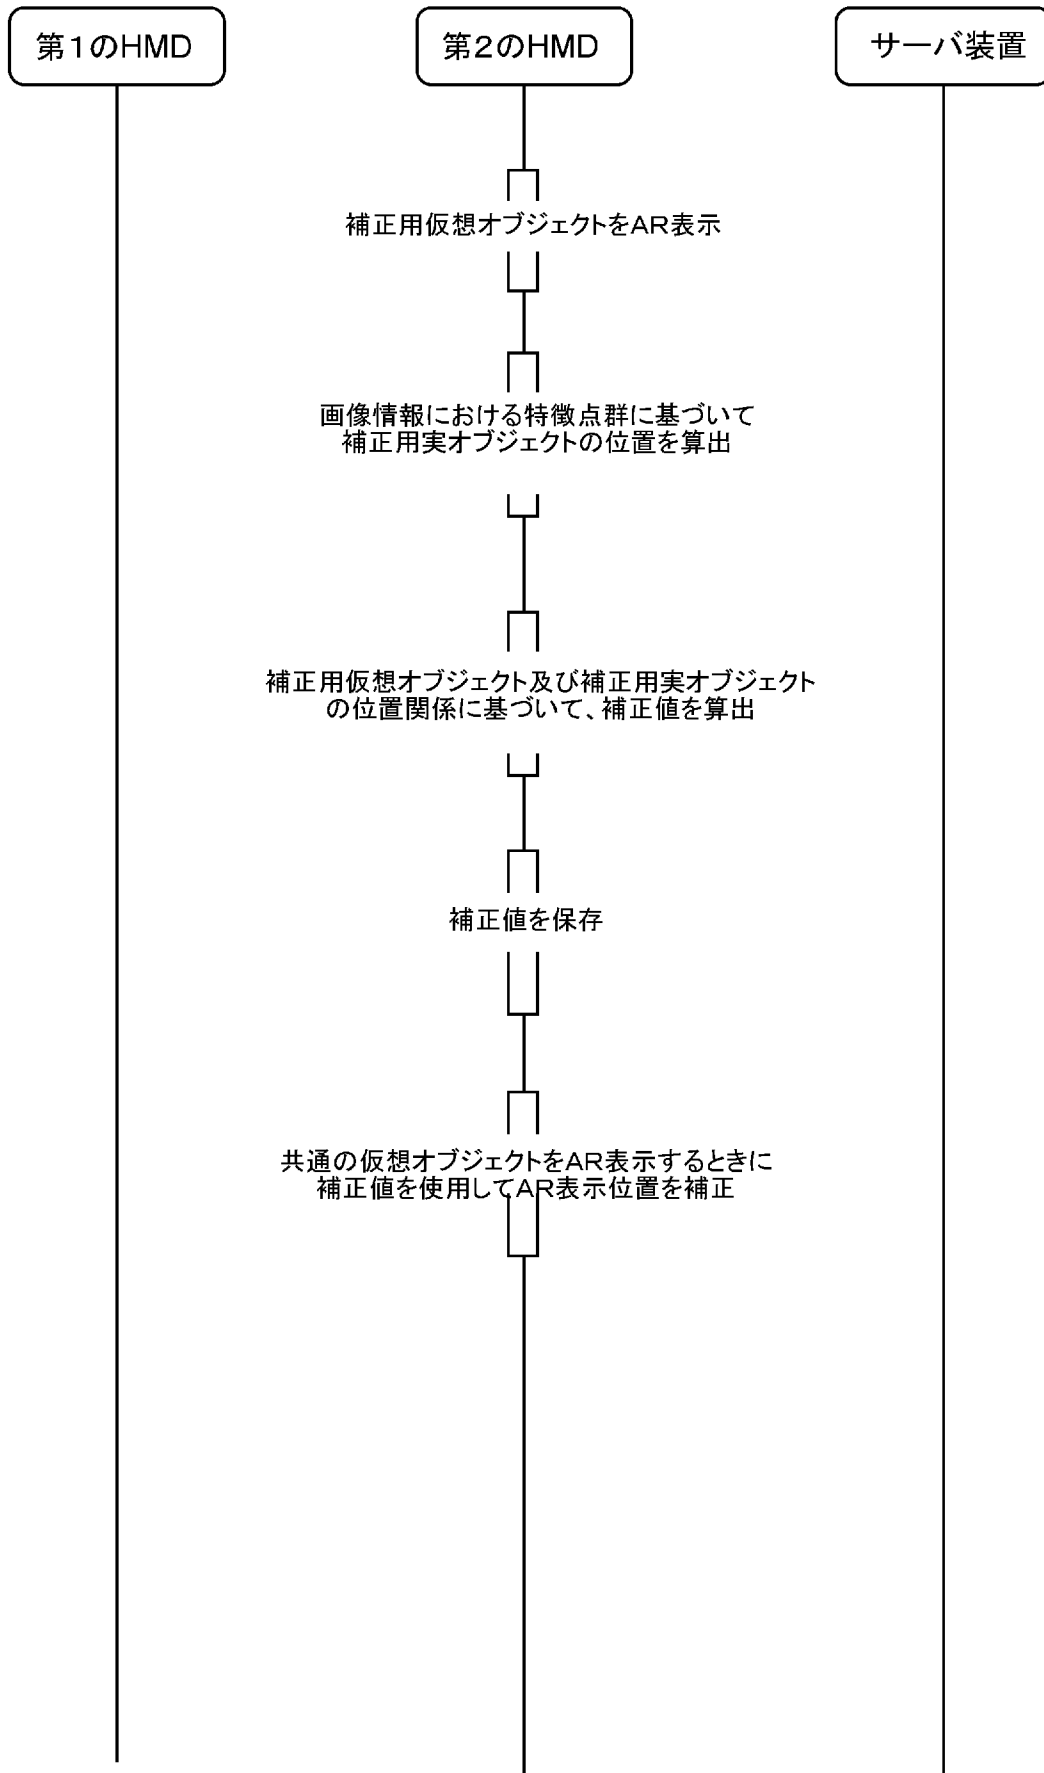 第1のHMD
第2のHMD
サーバ装置
補正用仮想オブジェクトをAR表示
画像情報における特徴点群に基づいて
補正用実オブジェクトの位置を算出
補正用仮想オブジェクト及び補正用実オブジェクト
の位置関係に基づいて、補正値を算出
補正値を保存
共通の仮想オブジェクトをAR表示するときに
補正値を使用してAR表示位置を補正